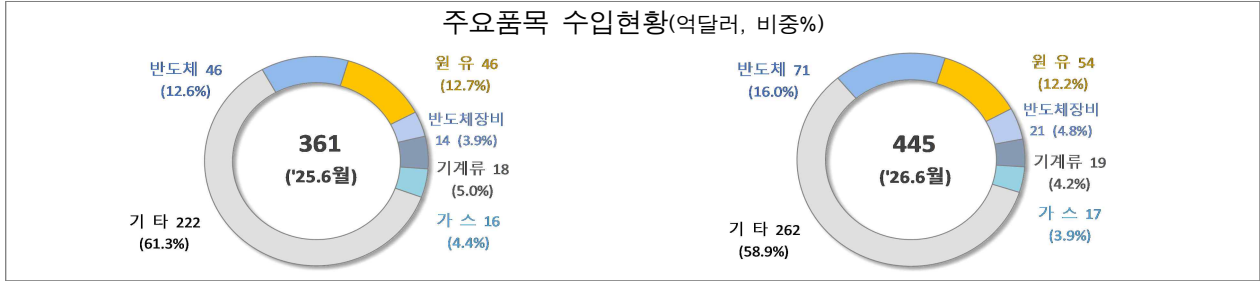 주요품목 수입현황(억달러, 비중%)
반도체 46
(12.6%)
원 유 46
(12.7%)
반도체장비
14 (3.9%)
기계류 18
(5.0%)
가 스 16
(4.4%)
기 타 222
(61.3%)
361
('25.6월)
반도체 71
(16.0%)
원 유 54
(12.2%)
반도체장비
21 (4.8%)
기계류 19
(4.2%)
가 스 17
(3.9%)
기 타 262
(58.9%)
445
('26.6월)